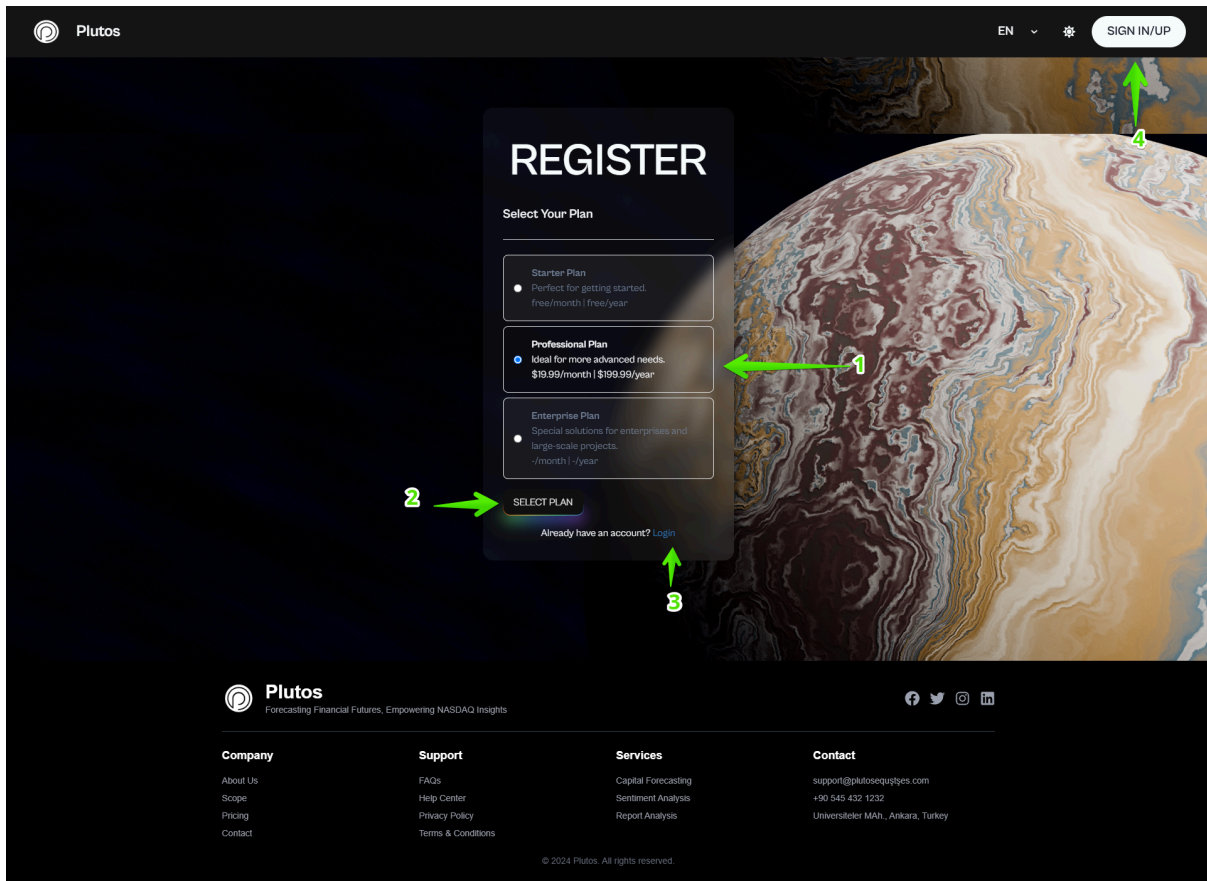 Plutos
EN
SIGN IN/UP
4
REGISTER
Select Your Plan
Starter Plan
Perfect for getting started.
free/month | free/year
Professional Plan
Ideal for more advanced needs.
$19.99/month | $199.99/year
1
Enterprise Plan
Special solutions for enterprises and
large-scale projects.
-/month | -/year
2
SELECT PLAN
Already have an account? Login
3
Plutos
Forecasting Financial Futures, Empowering NASDAQ Insights
Company
About Us
Scope
Pricing
Contact
Support
FAQs
Help Center
Privacy Policy
Terms & Conditions
Services
Capital Forecasting
Sentiment Analysis
Report Analysis
Contact
+90 545 432 1232
Universiteler MAh., Ankara, Turkey
© 2024 Plutos. All rights reserved.